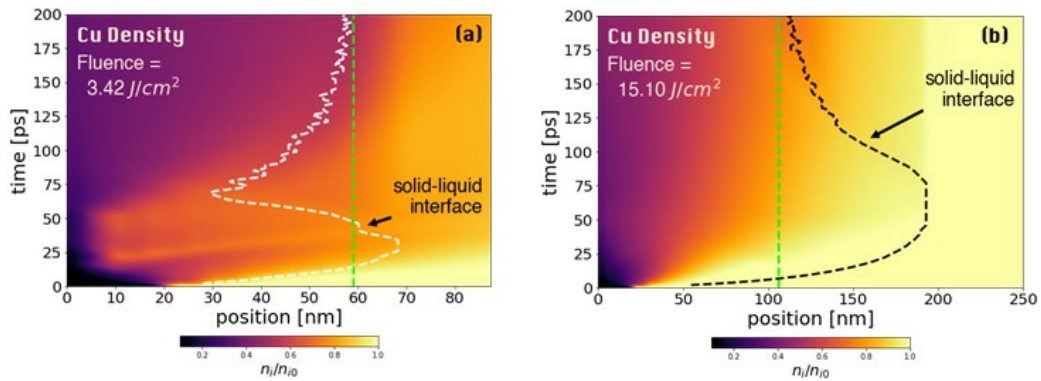 Cu Density
Fluence =
3.42 J/cm²
(a)
solid-liquid
interface
200
175
150
125
100
75
50
25
0
time [ps]
0 10 20 30 40 50 60 70 80
position [nm]
0.2 0.4 0.6 0.8 1.0
nᵢ/nᵢ₀
Cu Density
Fluence =
15.10 J/cm²
(b)
solid-liquid
interface
200
175
150
125
100
75
50
25
0
time [ps]
0 50 100 150 200 250
position [nm]
0.2 0.4 0.6 0.8 1.0
nᵢ/nᵢ₀